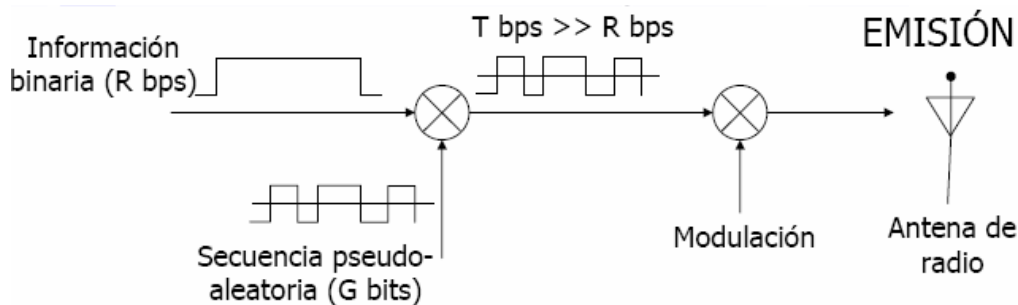 Información
binaria (R bps)
T bps >> R bps
EMISIÓN
Secuencia pseudo-
aleatoria (G bits)
Modulación
Antena de
radio